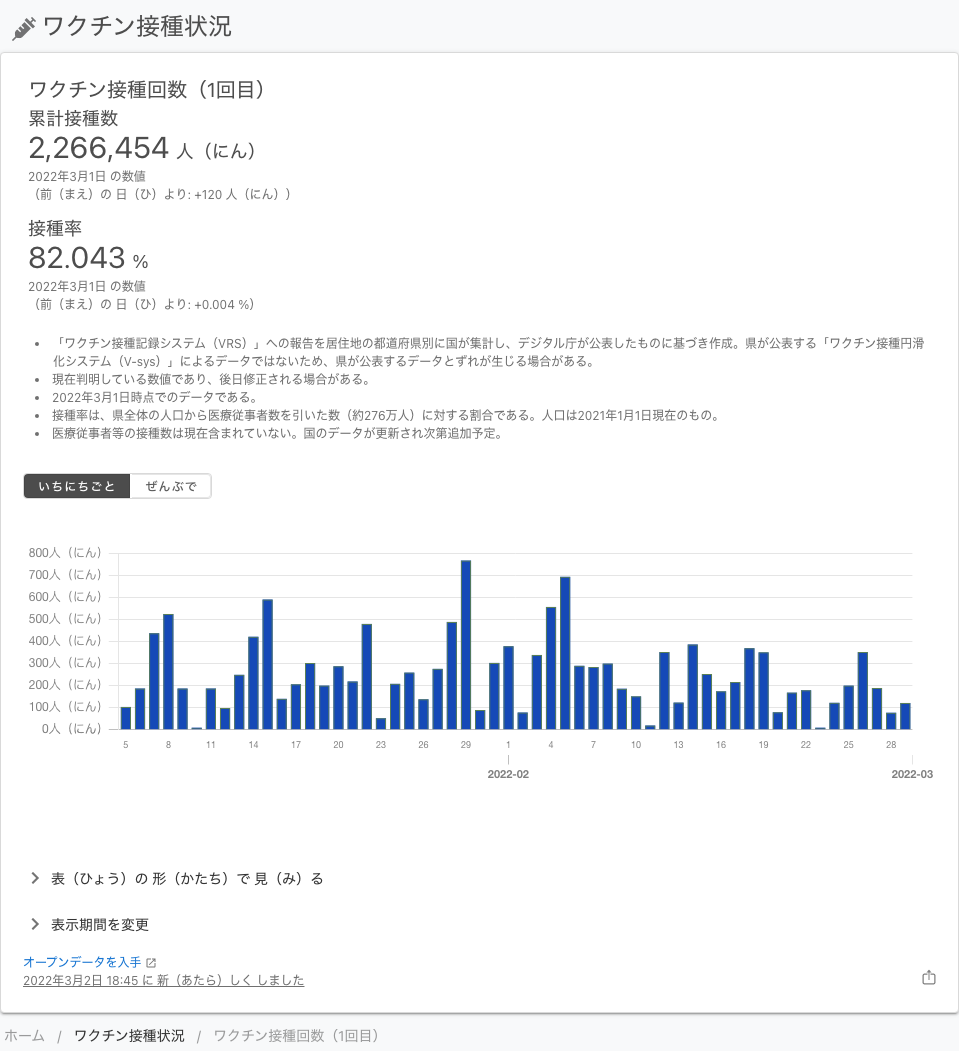 ワクチン接種状況
ワクチン接種回数（1回目）
累計接種数
2,266,454 人（にん）
2022年3月1日 の数値
（前（まえ）の 日（ひ）より: +120 人（にん））
接種率
82.043 %
2022年3月1日 の数値
（前（まえ）の 日（ひ）より: +0.004 %）
「ワクチン接種記録システム（VRS）」への報告を居住地の都道府県別に国が集計し、デジタル庁が公表したものに基づき作成。県が公表する「ワクチン接種円滑
化システム（V-sys）」によるデータではないため、県が公表するデータとずれが生じる場合がある。
現在判明している数値であり、後日修正される場合がある。
2022年3月1日時点でのデータである。
接種率は、県全体の人口から医療従事者数を引いた数（約276万人）に対する割合である。人口は2021年1月1日現在のもの。
医療従事者等の接種数は現在含まれていない。国のデータが更新され次第追加予定。
いちにちごと ぜんぶで
800人（にん）
700人（にん）
600人（にん）
500人（にん）
400人（にん）
300人（にん）
200人（にん）
100人（にん）
0人（にん）
5 8 11 14 17 20 23 26 29 1 4 7 10 13 16 19 22 25 28
2022-02 2022-03
表（ひょう）の 形（かたち）で 見（み）る
表示期間を変更
オープンデータを入手
2022年3月2日 18:45 に 新（あたら）しく しました
ホーム / ワクチン接種状況 / ワクチン接種回数（1回目）